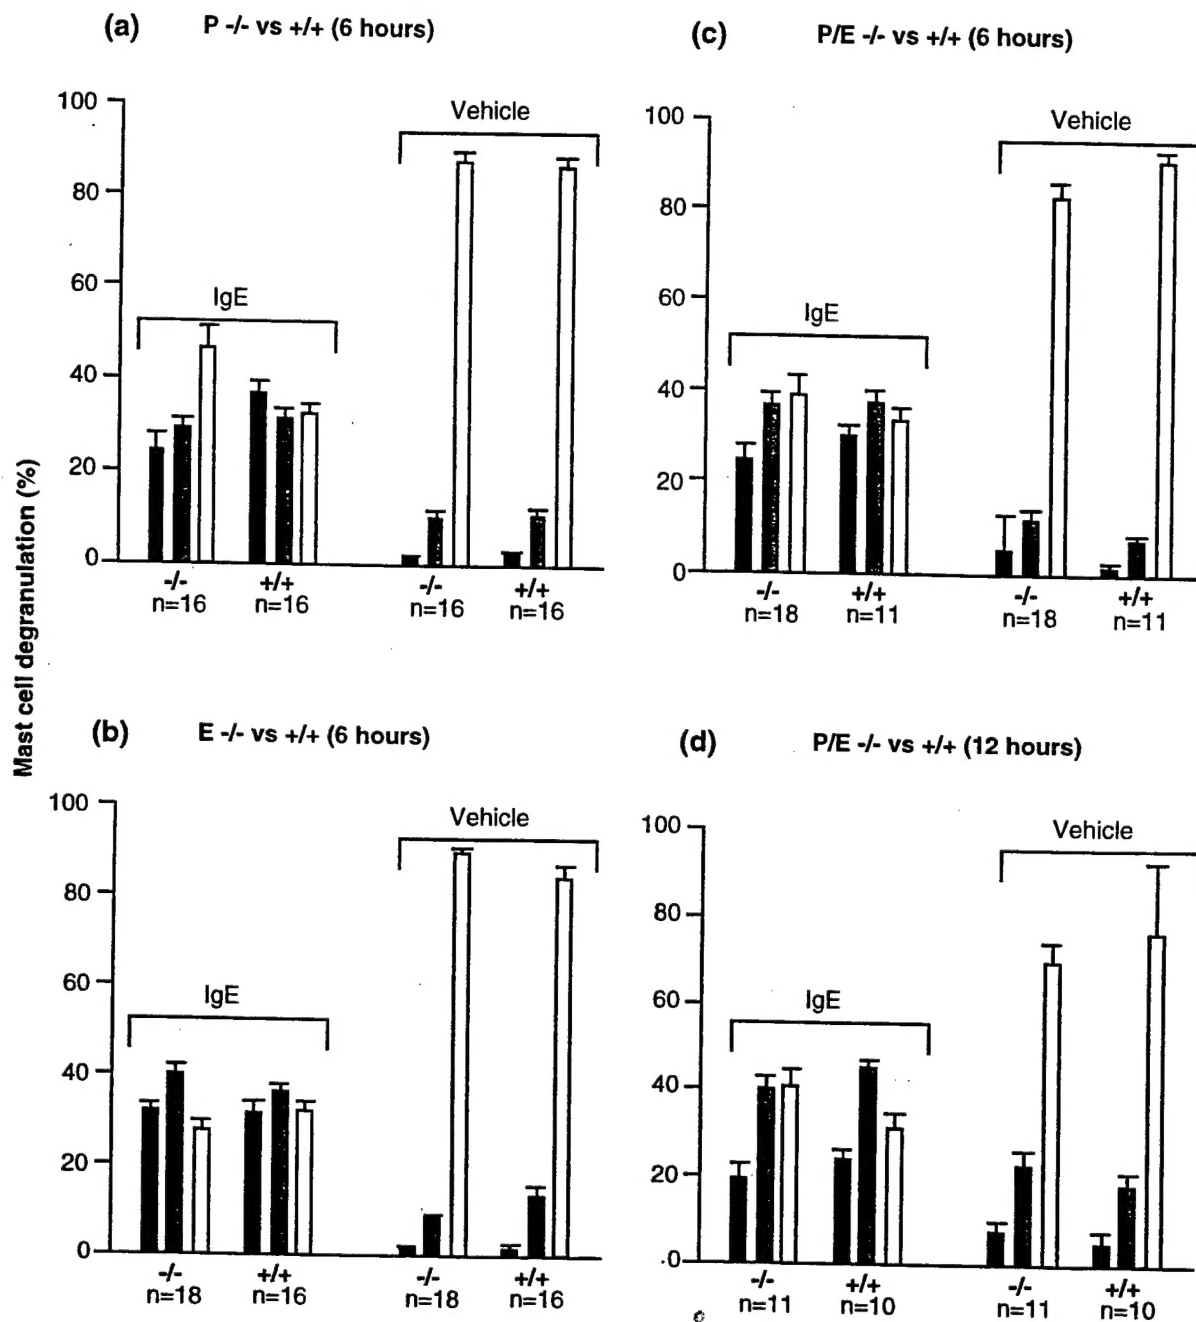 (a) P -/- vs +/+ (6 hours)
100
80
60
40
20
0
Vehicle
IgE
-/- +/+ -/- +/+
n=16 n=16 n=16 n=16
(c) P/E -/- vs +/+ (6 hours)
100
80
60
40
20
0
Vehicle
IgE
-/- +/+ -/- +/+
n=18 n=11 n=18 n=11
Mast cell degranulation (%)
(b) E -/- vs +/+ (6 hours)
100
80
60
40
20
0
Vehicle
IgE
-/- +/+ -/- +/+
n=18 n=16 n=18 n=16
(d) P/E -/- vs +/+ (12 hours)
100
80
60
40
20
0
Vehicle
IgE
-/- +/+ -/- +/+
n=11 n=10 n=11 n=10